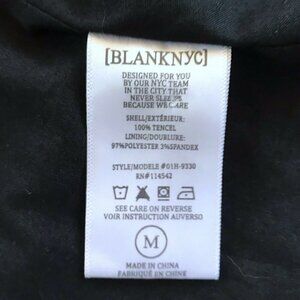 [BLANKNYC]
DESIGNED FOR YOU
BY OUR NYC TEAM
IN THE CITY THAT
NEVER SLEEPS
BECAUSE WE CARE
SHELL/EXTÉRIEUR:
100% TENCEL
LINING/DOUBLURE:
97%POLYESTER 3%SPANDEX
STYLE/MODELE #01H-9330
RN#114542
SEE CARE ON REVERSE
VOIR INSTRUCTION AUVERSO
M
MADE IN CHINA
FABRIQUÉ EN CHINE